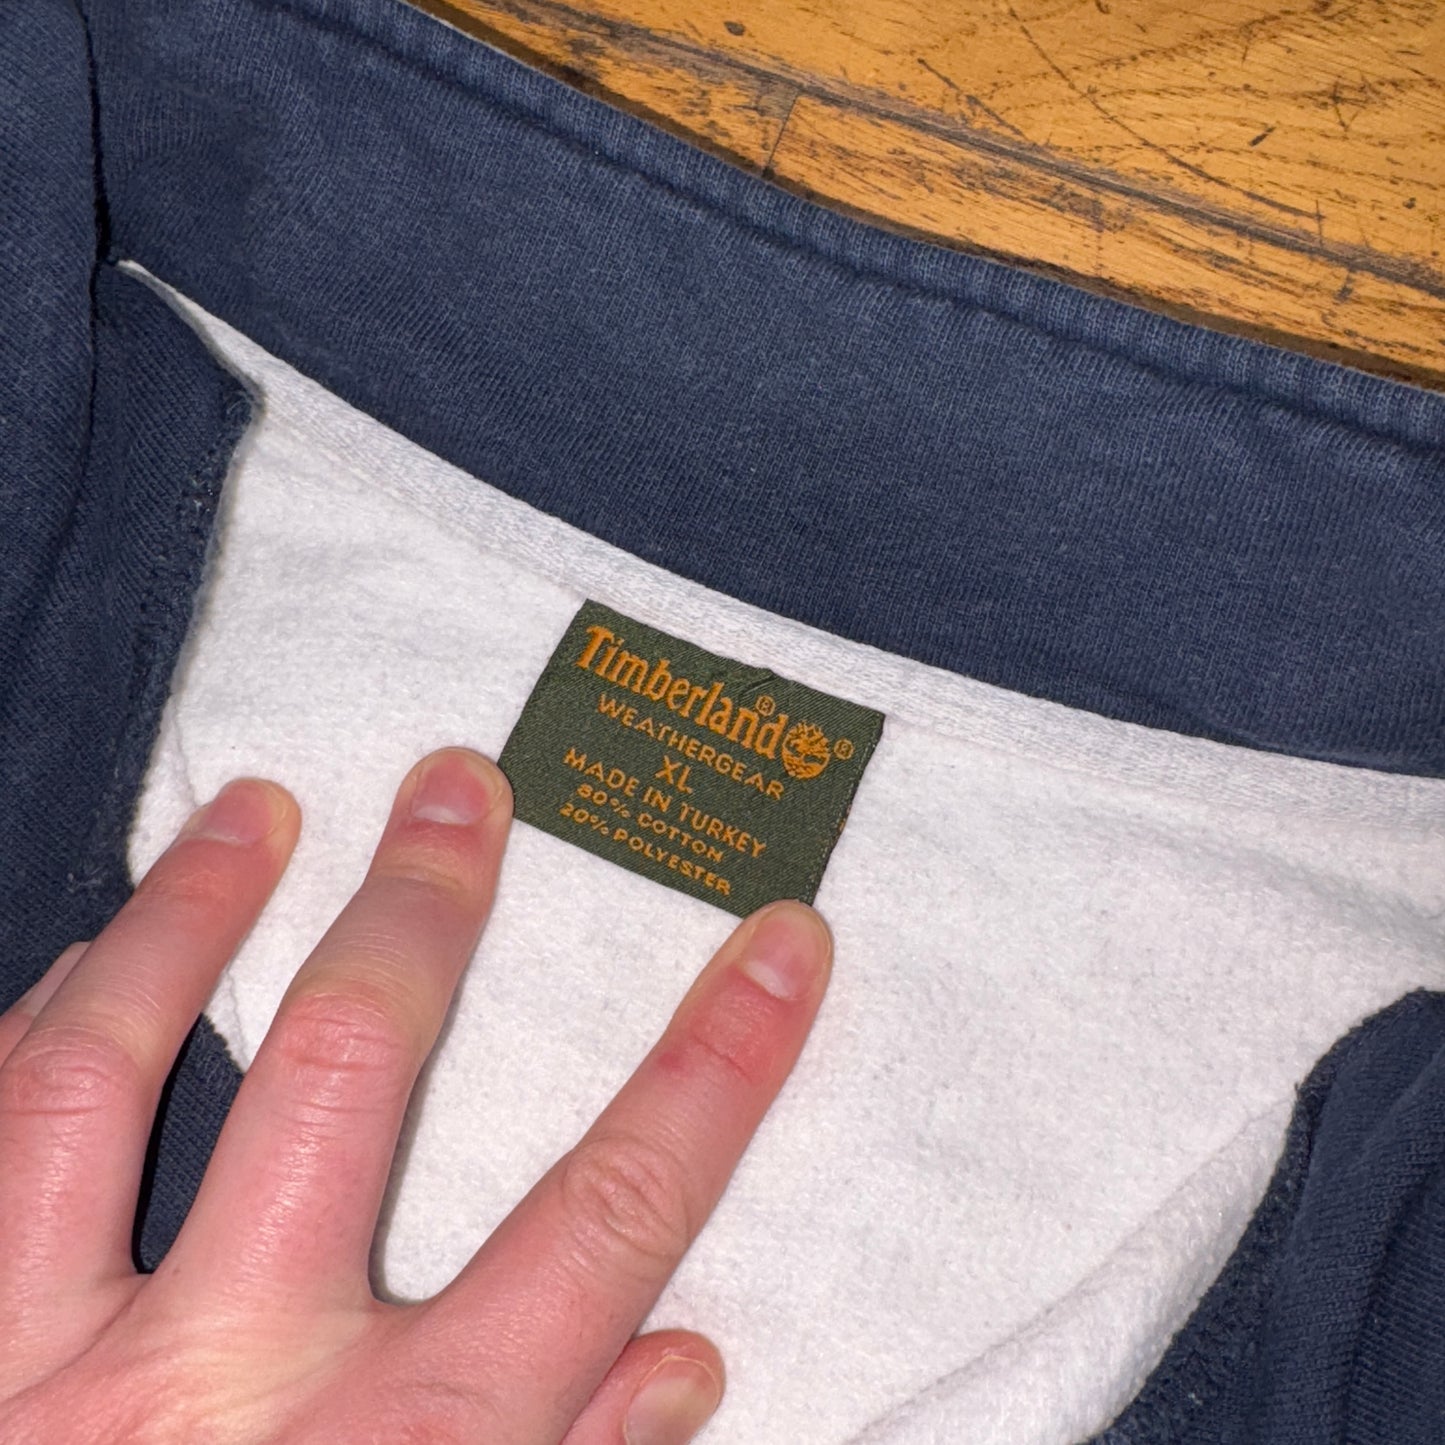 Timberland®
WEATHERGEAR ®
XL
MADE IN TURKEY
80% COTTON
20% POLYESTER